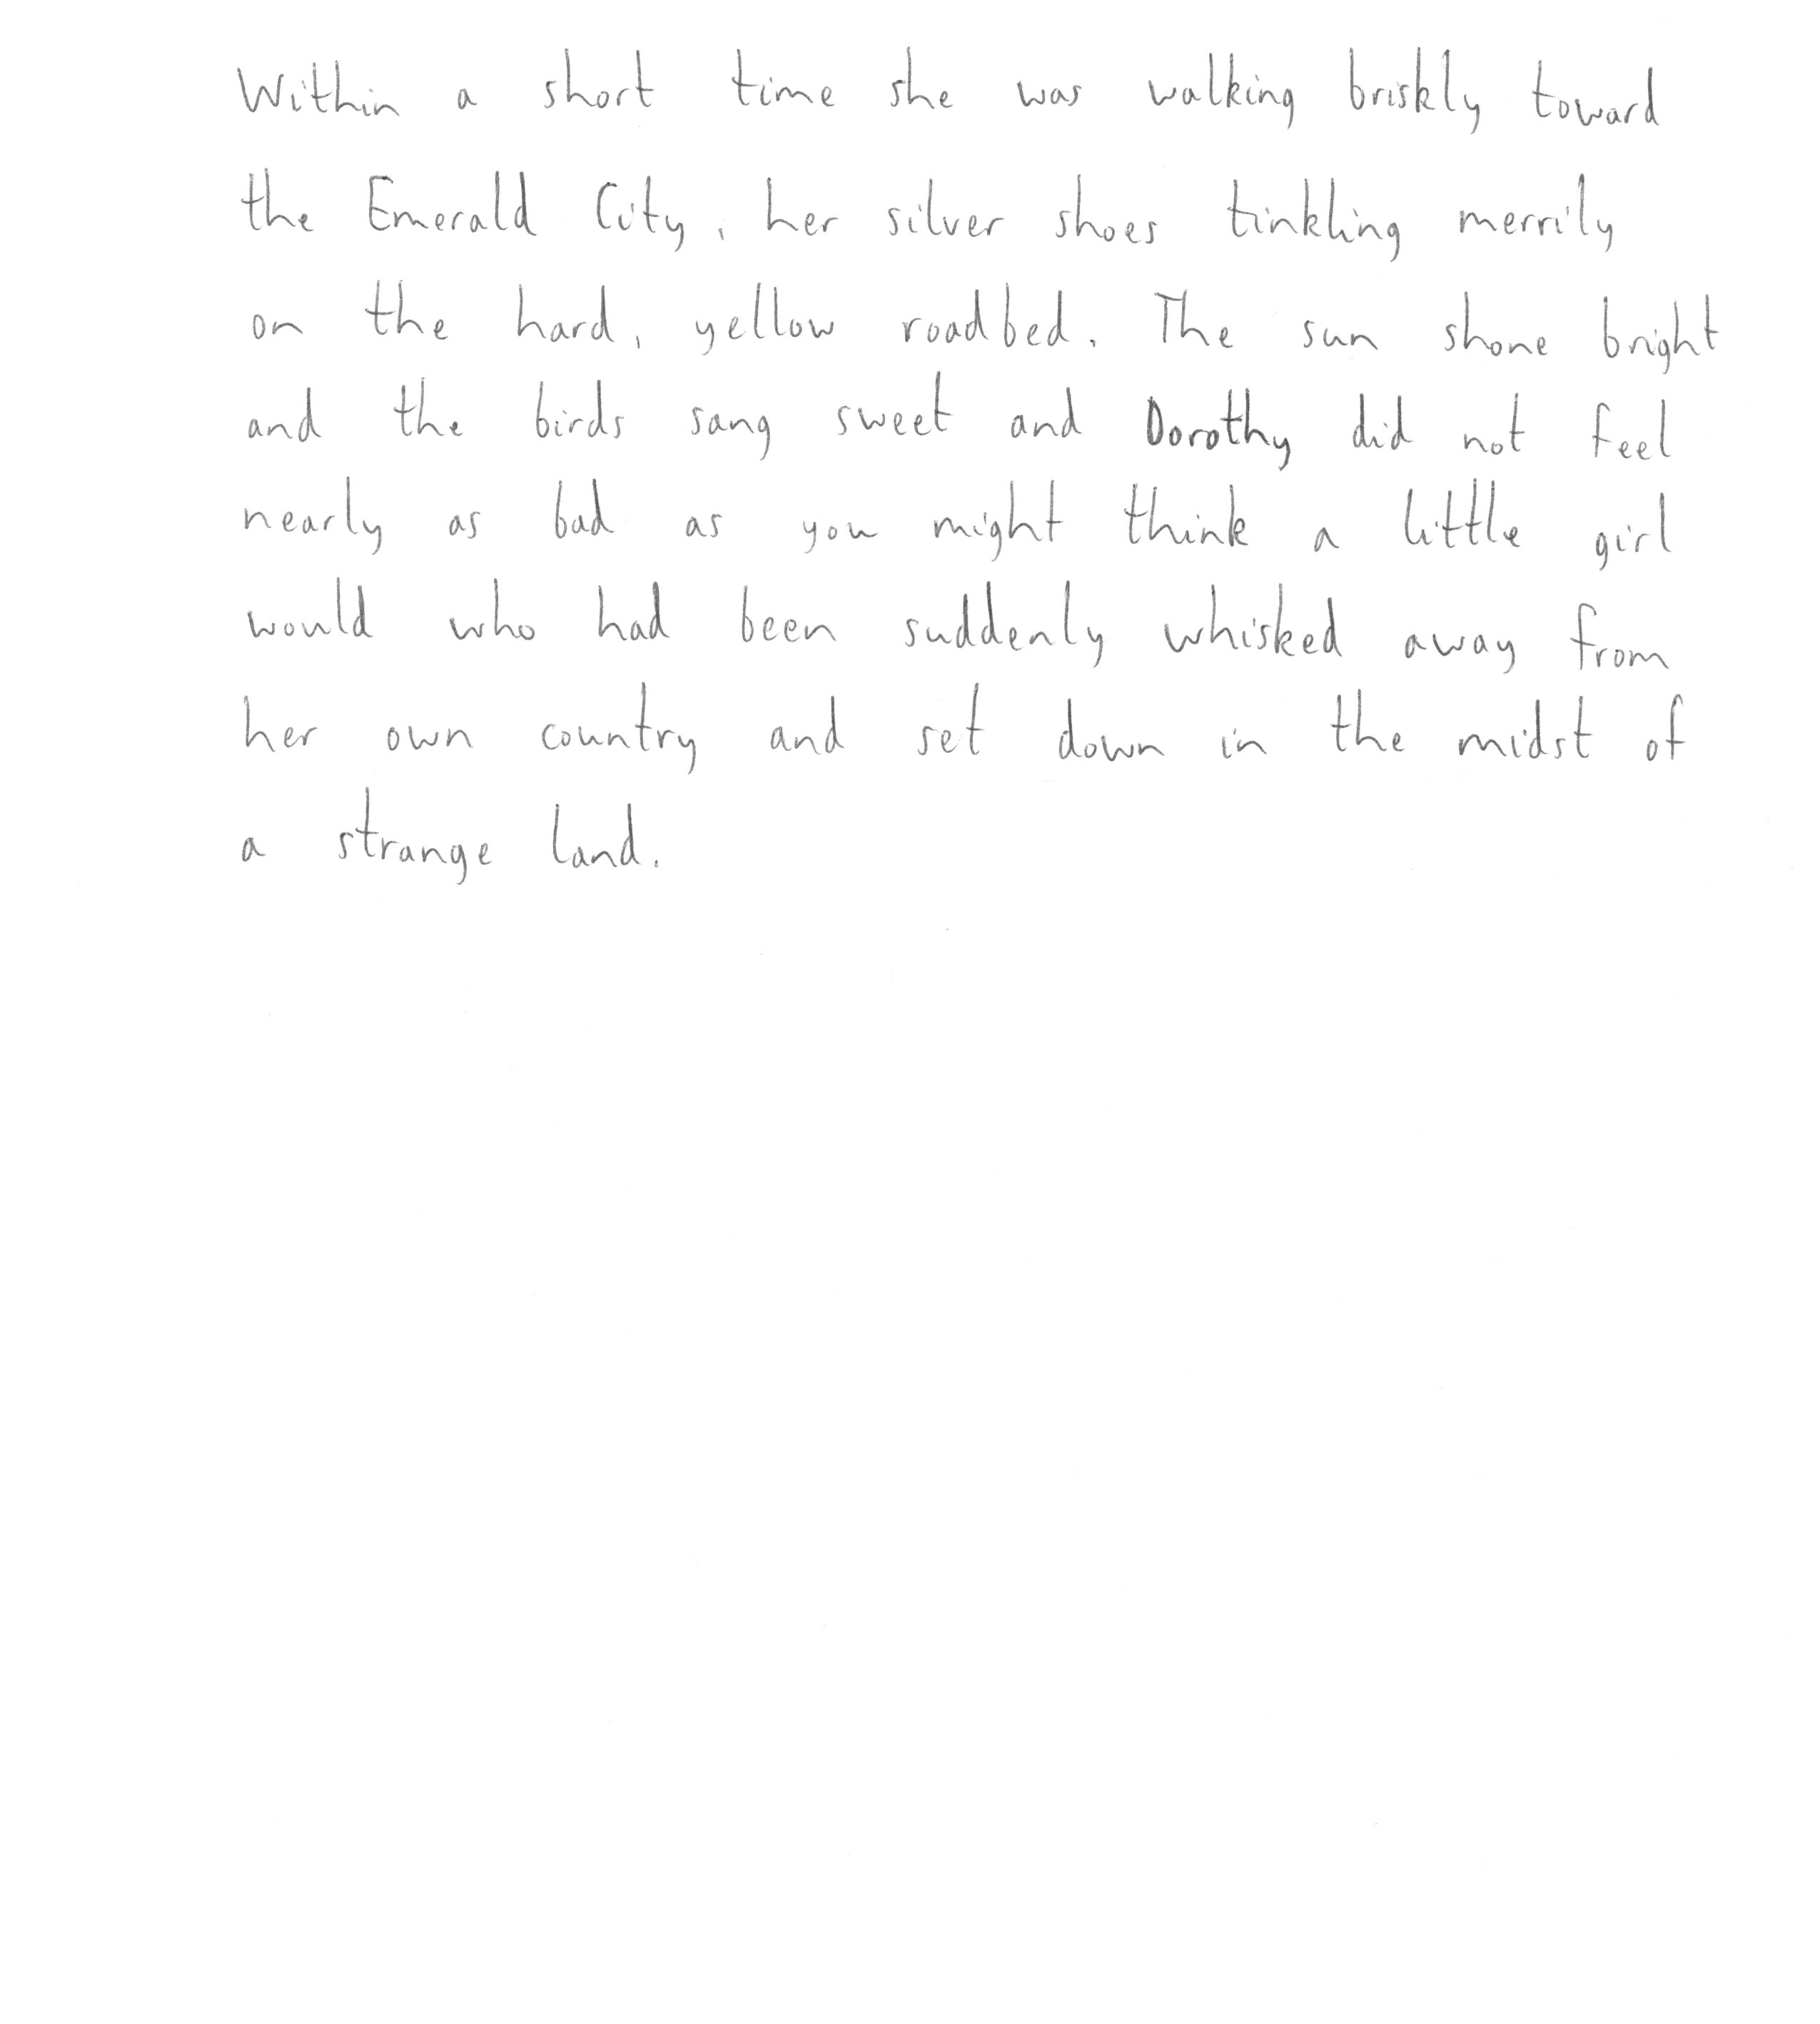 Within a short time she was walking briskly toward
the Emerald City, her silver shoes tinkling merrily
on the hard, yellow roadbed. The sun shone bright
and the birds sang sweet and Dorothy did not feel
nearly as bad as you might think a little girl
would who had been suddenly whisked away from
her own country and set down in the midst of
a strange land.